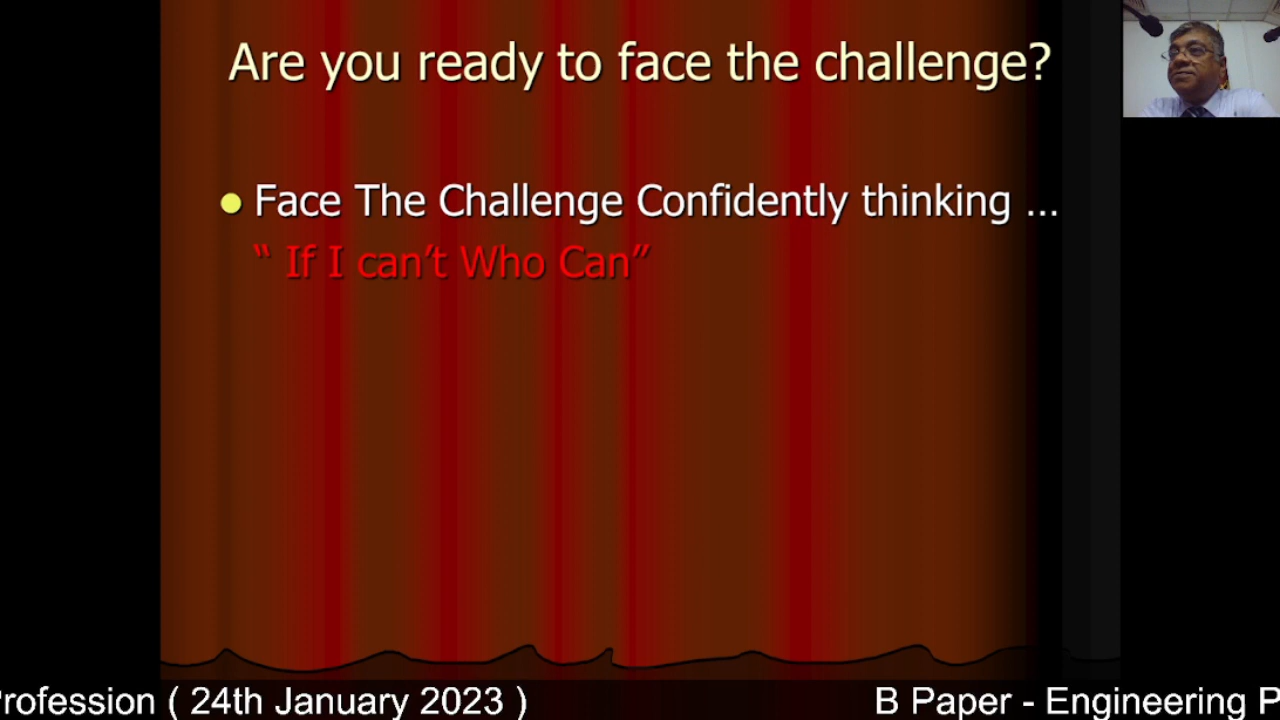 Are you ready to face the challenge?
Face The Challenge Confidently thinking ...
“ If I can’t Who Can”
rofession ( 24th January 2023 ) B Paper - Engineering P